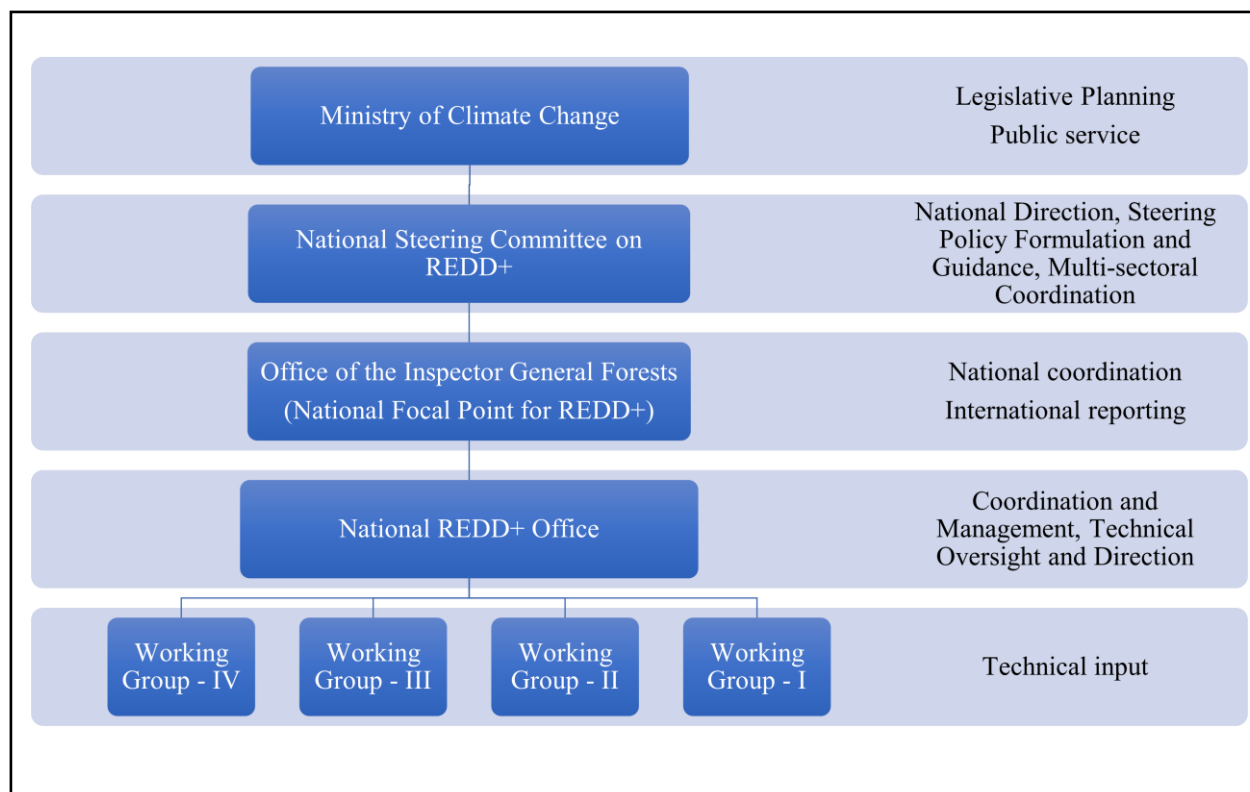 Ministry of Climate Change
Legislative Planning
Public service
National Steering Committee on
REDD+
National Direction, Steering
Policy Formulation and
Guidance, Multi-sectoral
Coordination
Office of the Inspector General Forests
(National Focal Point for REDD+)
National coordination
International reporting
National REDD+ Office
Coordination and
Management, Technical
Oversight and Direction
Working
Group - IV
Working
Group - III
Working
Group - II
Working
Group - I
Technical input